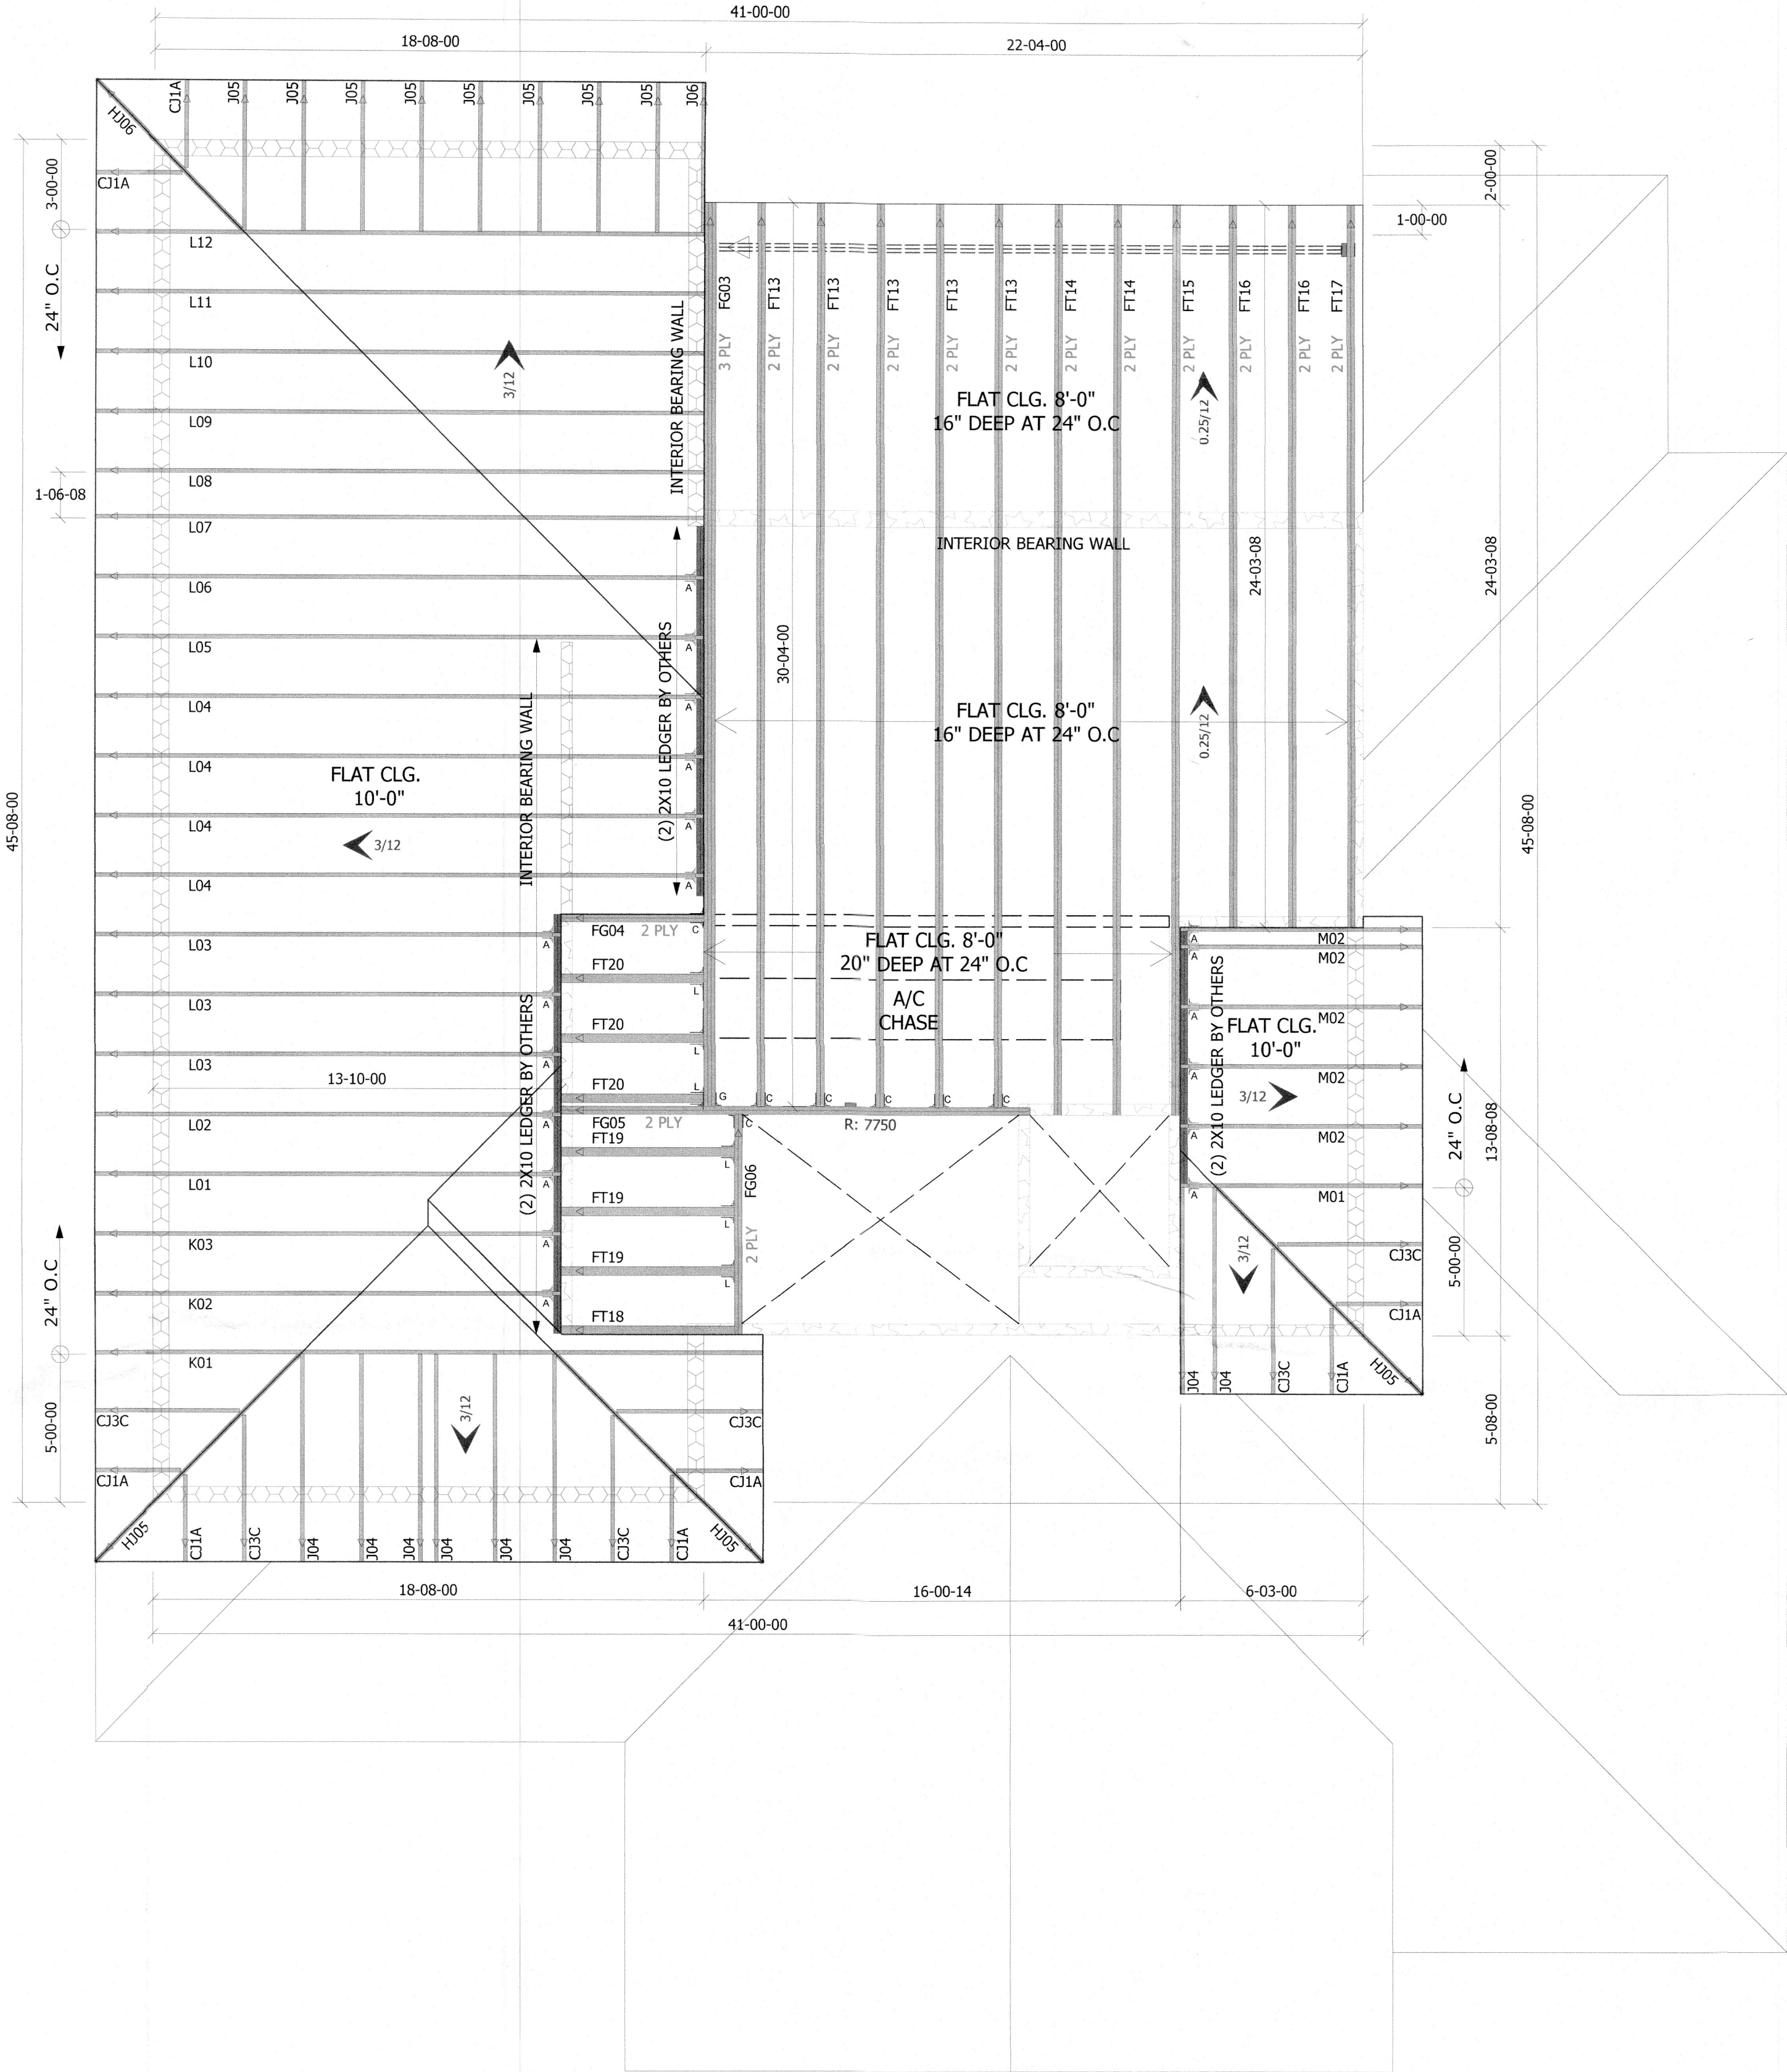 41-00-00
18-08-00
22-04-00
CJ1A
J05
J05
J05
J05
J05
J05
J05
J05
J06
HJ06
CJ1A
3-00-00
24" O.C
L12
L11
L10
L09
L08
1-06-08
L07
L06
A
L05
A
L04
A
L04
A
L04
A
L04
A
3/12
INTERIOR BEARING WALL
(2) 2X10 LEDGER BY OTHERS
INTERIOR BEARING WALL
FLAT CLG.
10'-0"
3/12
45-08-00
2-00-00
1-00-00
FG03
3 PLY
FT13
2 PLY
FT13
2 PLY
FT13
2 PLY
FT13
2 PLY
FT13
2 PLY
FT14
2 PLY
FT14
2 PLY
FT15
2 PLY
FT16
2 PLY
FT16
2 PLY
FT17
2 PLY
FLAT CLG. 8'-0"
16" DEEP AT 24" O.C
0.25/12
INTERIOR BEARING WALL
24-03-08
24-03-08
30-04-00
FLAT CLG. 8'-0"
16" DEEP AT 24" O.C
0.25/12
45-08-00
L03
A
L03
A
L03
A
13-10-00
L02
A
L01
A
K03
A
K02
A
K01
(2) 2X10 LEDGER BY OTHERS
FG04
2 PLY
C
FT20
L
FT20
L
FT20
L
FG05
2 PLY
G
C
C
C
C
C
R: 7750
FT19
L
FT19
L
FT19
L
FT18
C
FG06
2 PLY
FLAT CLG. 8'-0"
20" DEEP AT 24" O.C
A/C
CHASE
M02
A
M02
A
M02
A
M02
A
M02
A
M01
A
(2) 2X10 LEDGER BY OTHERS
FLAT CLG.
10'-0"
3/12
24" O.C
13-08-08
CJ3C
CJ1A
5-00-00
3/12
J04
J04
CJ3C
CJ1A
HJ05
5-08-00
24" O.C
5-00-00
CJ3C
CJ1A
3/12
CJ3C
CJ1A
HJ05
CJ1A
CJ3C
J04
J04
J04
J04
J04
J04
CJ3C
CJ1A
HJ05
18-08-00
16-00-14
6-03-00
41-00-00